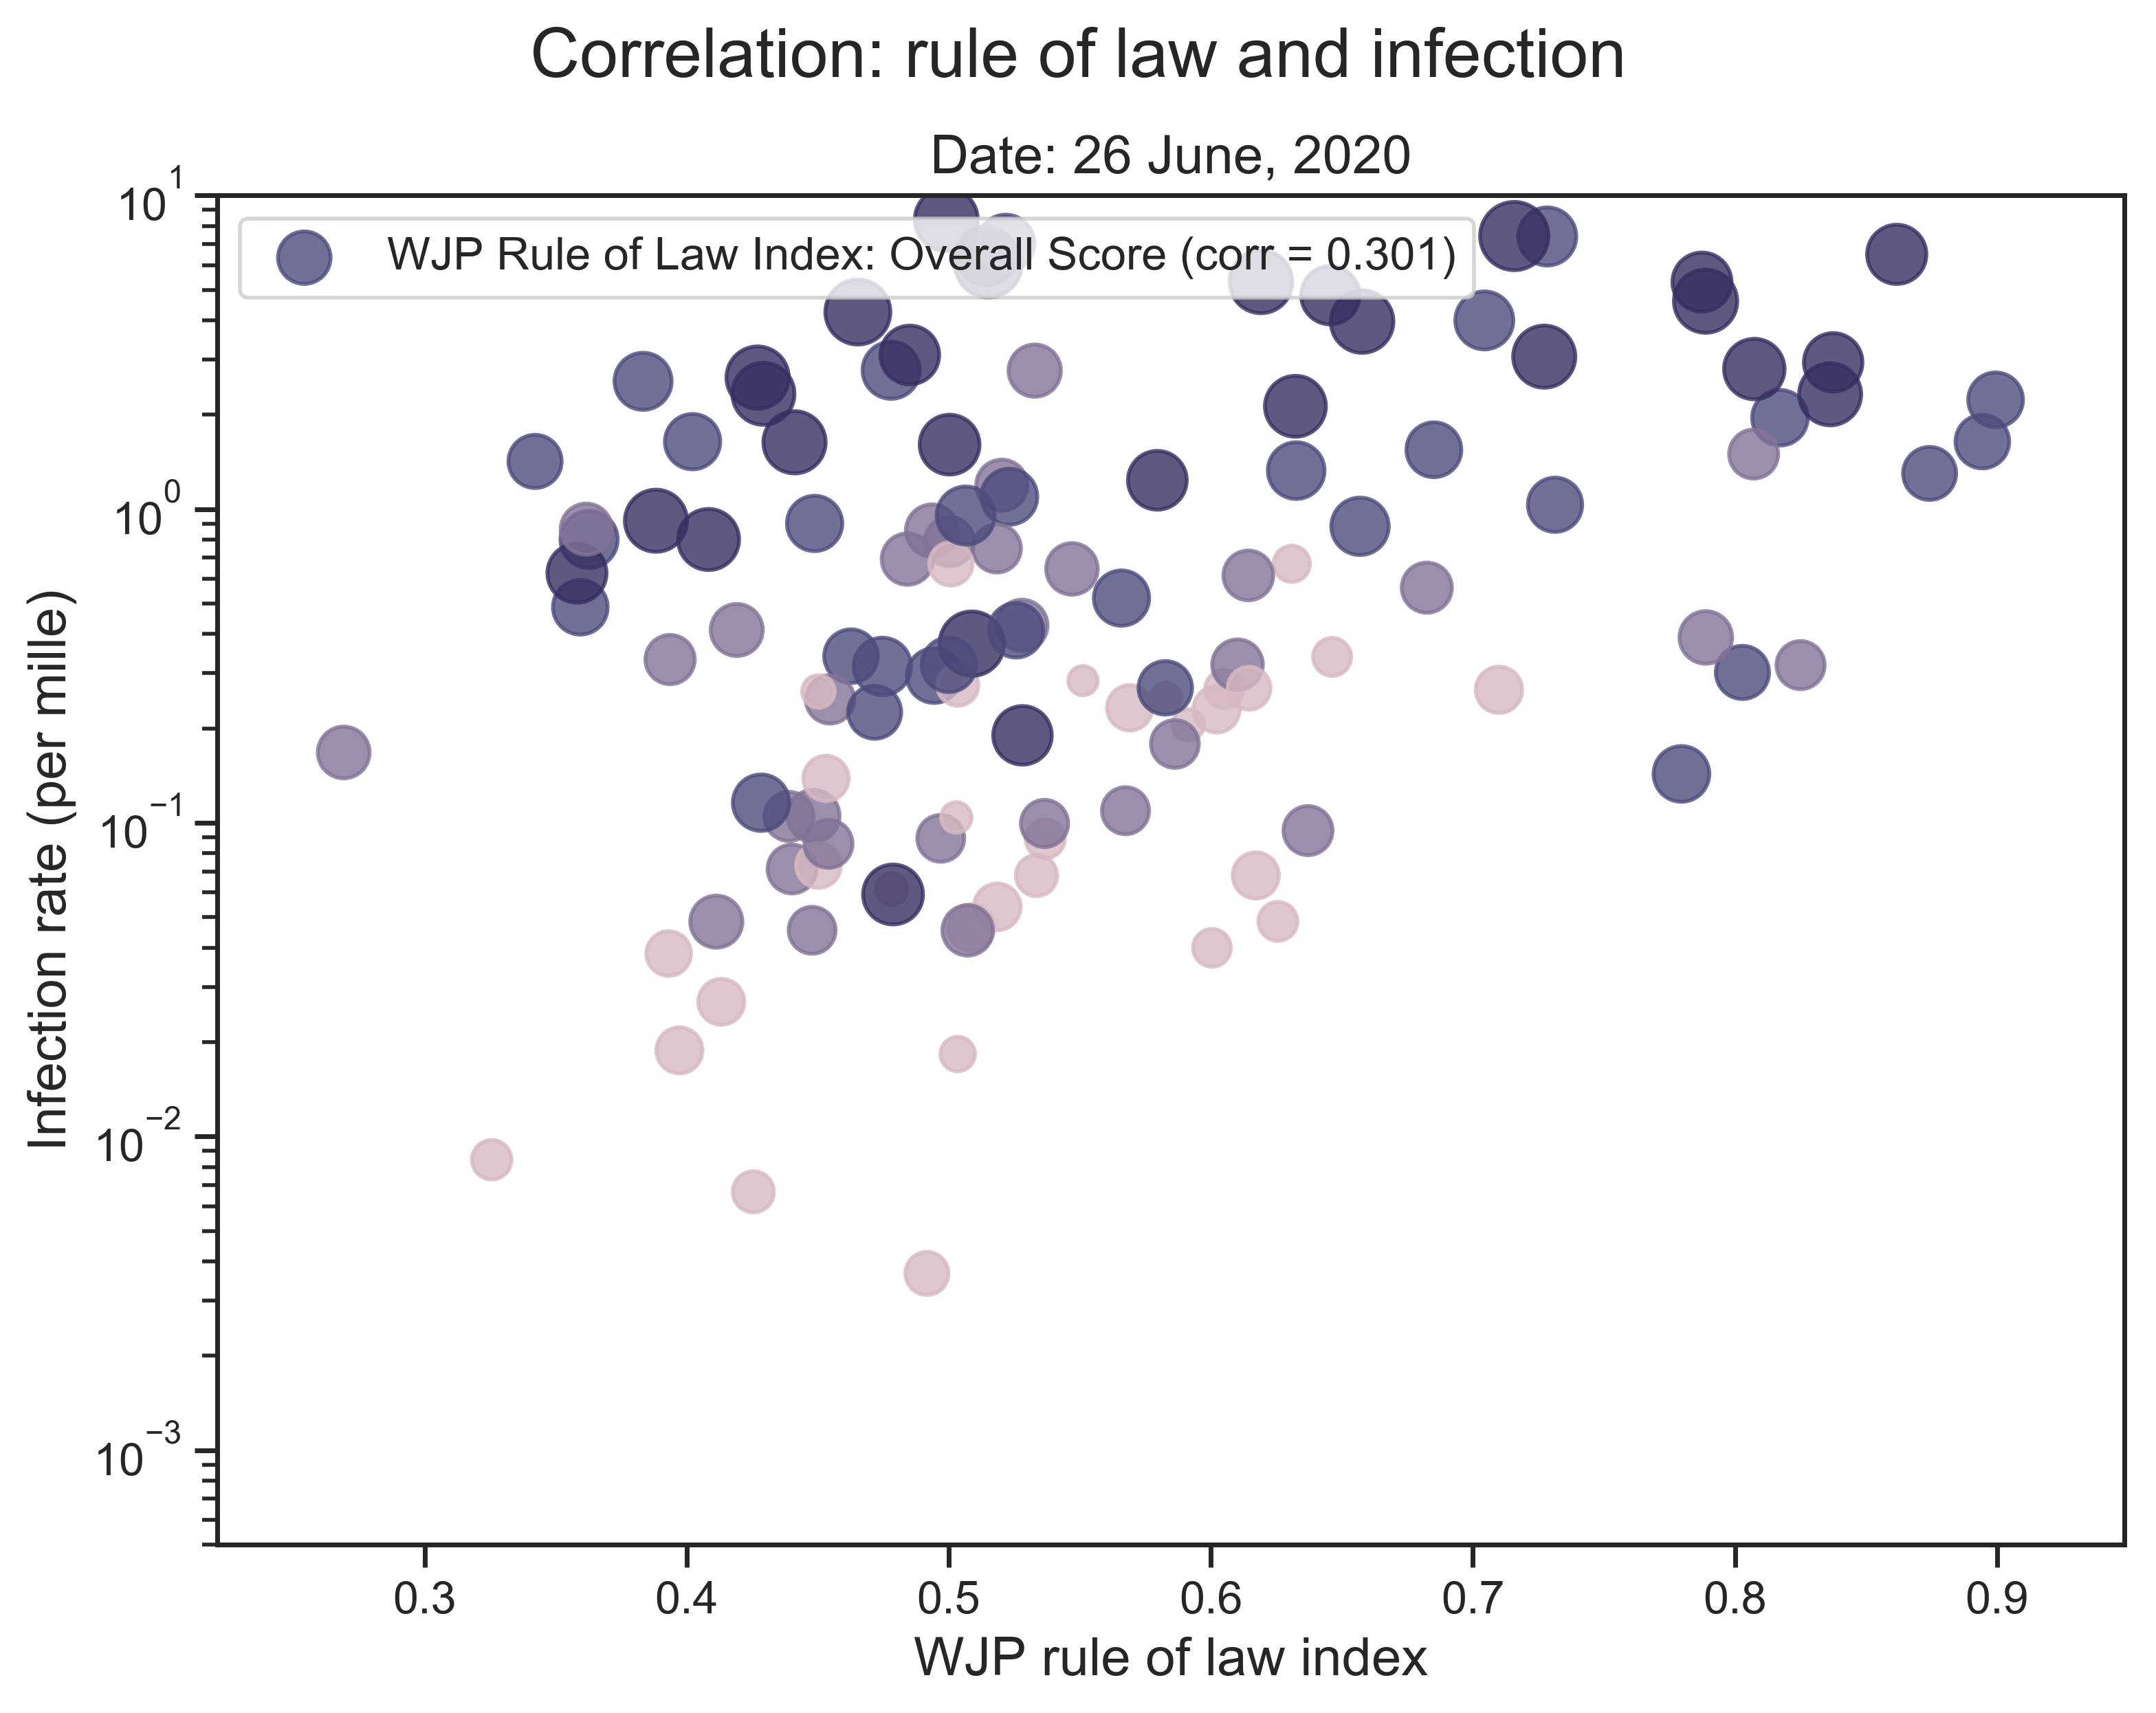 Correlation: rule of law and infection
Date: 26 June, 2020
WJP Rule of Law Index: Overall Score (corr = 0.301)
Infection rate (per mille)
10^1
10^0
10^−1
10^−2
10^−3
0.3 0.4 0.5 0.6 0.7 0.8 0.9
WJP rule of law index